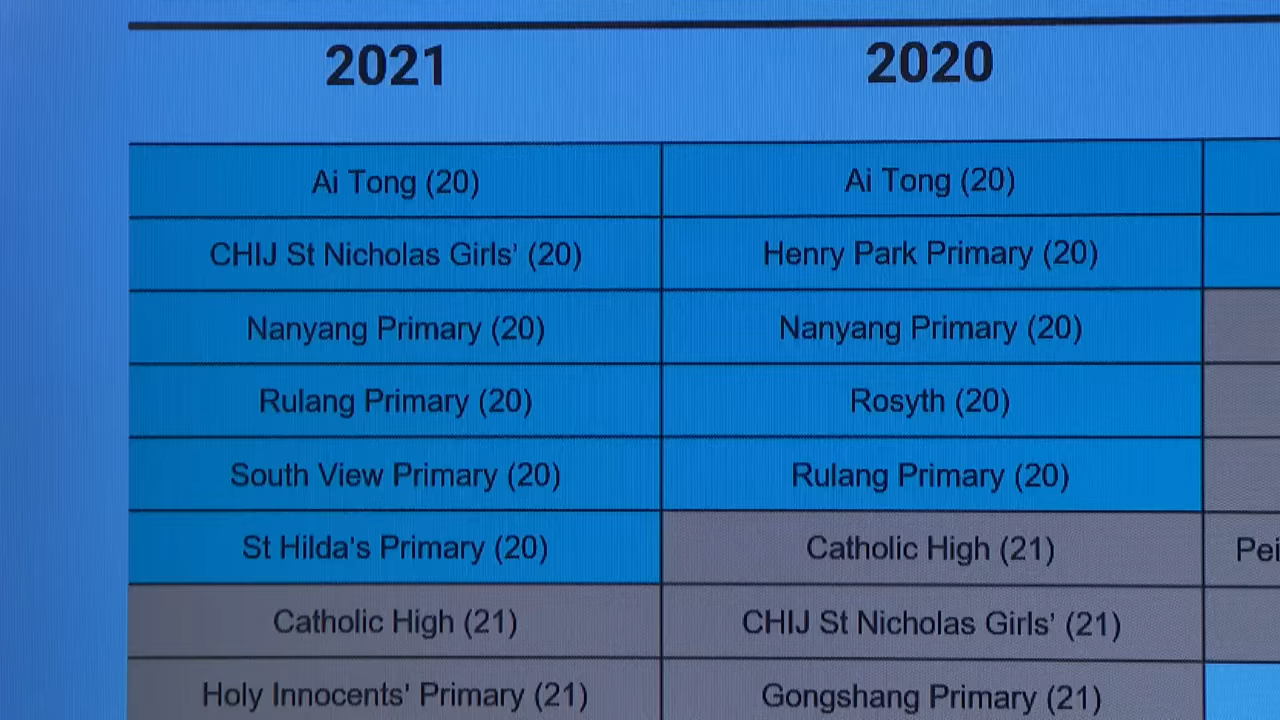 2021 2020
Ai Tong (20) Ai Tong (20)
CHIJ St Nicholas Girls' (20) Henry Park Primary (20)
Nanyang Primary (20) Nanyang Primary (20)
Rulang Primary (20) Rosyth (20)
South View Primary (20) Rulang Primary (20)
St Hilda's Primary (20) Catholic High (21) Pei
Catholic High (21) CHIJ St Nicholas Girls' (21)
Holy Innocents' Primary (21) Gongshang Primary (21)